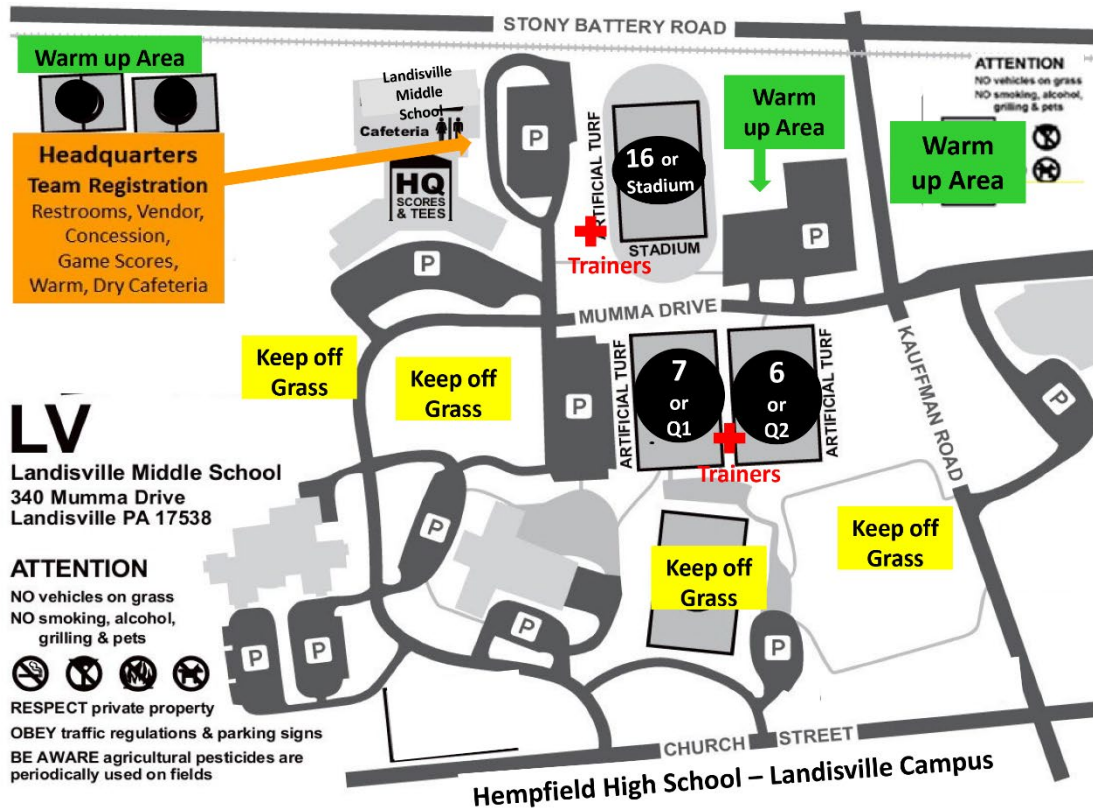 STONY BATTERY ROAD
Warm up Area
Headquarters
Team Registration
Restrooms, Vendor,
Concession,
Game Scores,
Warm, Dry Cafeteria
Landisville
Middle
School
Cafeteria
HQ
SCORES
& TEES
P
P
ARTIFICIAL TURF
16 or
Stadium
STADIUM
Trainers
Warm
up Area
P
ATTENTION
NO vehicles on grass
NO smoking, alcohol,
grilling & pets
Warm
up Area
MUMMA DRIVE
KAUFFMAN ROAD
Keep off
Grass
Keep off
Grass
P
ARTIFICIAL TURF
7
or
Q1
6
or
Q2
ARTIFICIAL TURF
Trainers
P
LV
Landisville Middle School
340 Mumma Drive
Landisville PA 17538
P
Keep off
Grass
Keep off
Grass
ATTENTION
NO vehicles on grass
NO smoking, alcohol,
grilling & pets
P
P
P
P
RESPECT private property
OBEY traffic regulations & parking signs
BE AWARE agricultural pesticides are
periodically used on fields
CHURCH STREET
Hempfield High School – Landisville Campus